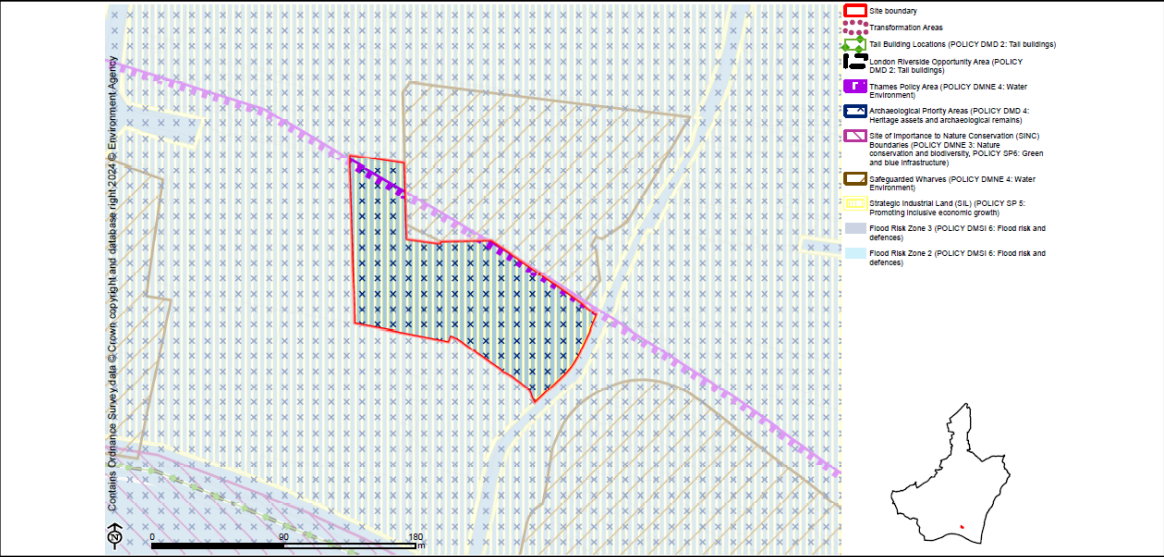 Site boundary
Transformation Areas
Tall Building Locations (POLICY DMD 2: Tall buildings)
London Riverside Opportunity Area (POLICY
DMD 2: Tall buildings)
Thames Policy Area (POLICY DMNE 4: Water
Environment)
Archaeological Priority Areas (POLICY DMD 4:
Heritage assets and archaeological remains)
Site of Importance to Nature Conservation (SINC)
Boundaries (POLICY DMNE 3: Nature
conservation and biodiversity, POLICY SP6: Green
and blue infrastructure)
Safeguarded Wharves (POLICY DMNE 4: Water
Environment)
Strategic Industrial Land (SIL) (POLICY SP 5:
Promoting inclusive economic growth)
Flood Risk Zone 3 (POLICY DMSI 6: Flood risk and
defences)
Flood Risk Zone 2 (POLICY DMSI 6: Flood risk and
defences)
Contains Ordnance Survey data © Crown copyright and database right 2024 © Environment Agency
0 90 180
m